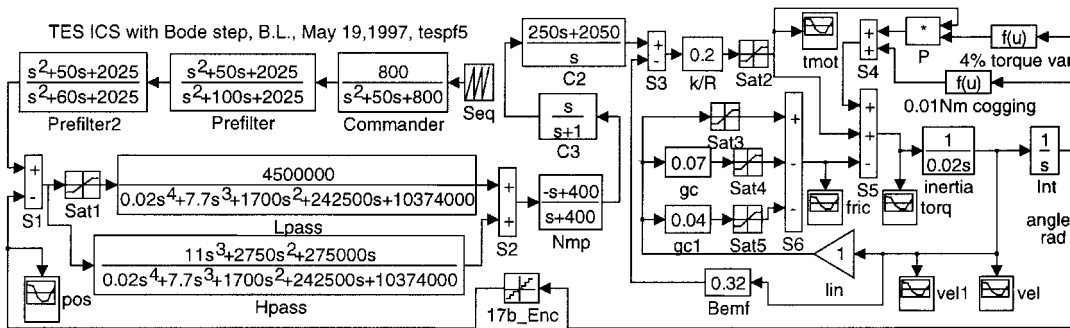 TES ICS with Bode step, B.L., May 19,1997, tespf5
s²+50s+2025
s²+60s+2025
Prefilter2
s²+50s+2025
s²+100s+2025
Prefilter
800
s²+50s+800
Commander
Seq
250s+2050
s
C2
s
s+1
C3
+
-
S3
0.2
k/R
Sat2
tmot
+
+
S4
*
P
f(u)
4% torque var
f(u)
0.01Nm cogging
+
-
S1
Sat1
4500000
0.02s⁴+7.7s³+1700s²+242500s+10374000
Lpass
11s³+2750s²+275000s
0.02s⁴+7.7s³+1700s²+242500s+10374000
Hpass
pos
+
+
S2
-s+400
s+400
Nmp
Sat3
0.07
gc
Sat4
0.04
gc1
Sat5
+
-
-
S6
fric
+
+
-
S5
torq
1
0.02s
inertia
1
s
Int
angle
rad
1
lin
0.32
Bemf
vel1
vel
17b_Enc